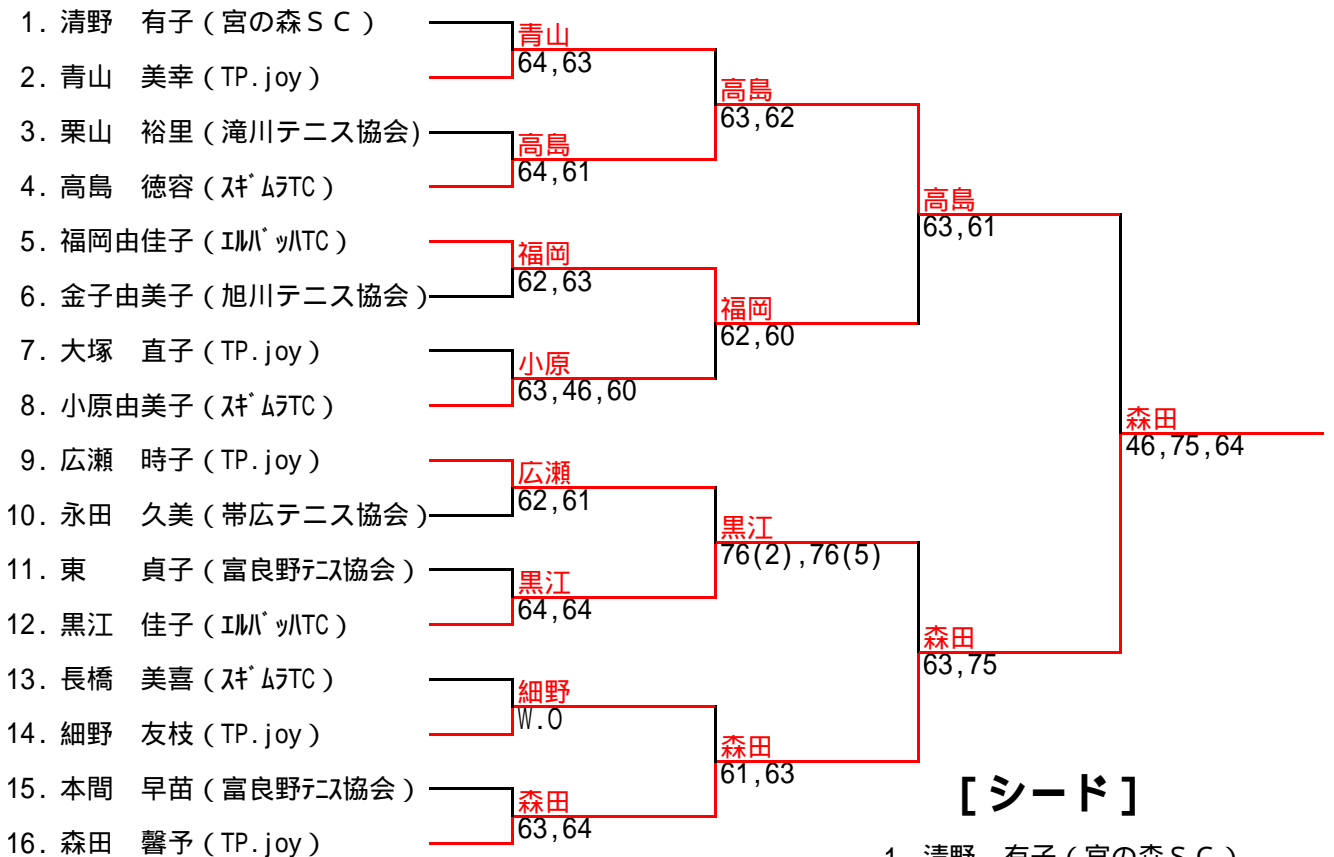 1. 清野　有子 ( 宮の森ＳＣ )
2. 青山　美幸 ( TP.joy )
3. 栗山　裕里 ( 滝川テニス協会)
4. 高島　徳容 ( ｽｷﾞﾑﾗTC )
5. 福岡由佳子 ( ｴﾙﾊﾞｯﾊTC )
6. 金子由美子 ( 旭川テニス協会 )
7. 大塚　直子 ( TP.joy )
8. 小原由美子 ( ｽｷﾞﾑﾗTC )
9. 広瀬　時子 ( TP.joy )
10. 永田　久美 ( 帯広テニス協会 )
11. 東　　貞子 ( 富良野ﾃﾆｽ協会 )
12. 黒江　佳子 ( ｴﾙﾊﾞｯﾊTC )
13. 長橋　美喜 ( ｽｷﾞﾑﾗTC )
14. 細野　友枝 ( TP.joy )
15. 本間　早苗 ( 富良野ﾃﾆｽ協会 )
16. 森田　馨予 ( TP.joy )
青山
64,63
高島
64,61
福岡
62,63
小原
63,46,60
広瀬
62,61
黒江
64,64
細野
W.O
森田
63,64
高島
63,62
福岡
62,60
黒江
76(2),76(5)
森田
61,63
高島
63,61
森田
63,75
森田
46,75,64
[ シード ]
1. 清野　有子 ( 宮の森ＳＣ )